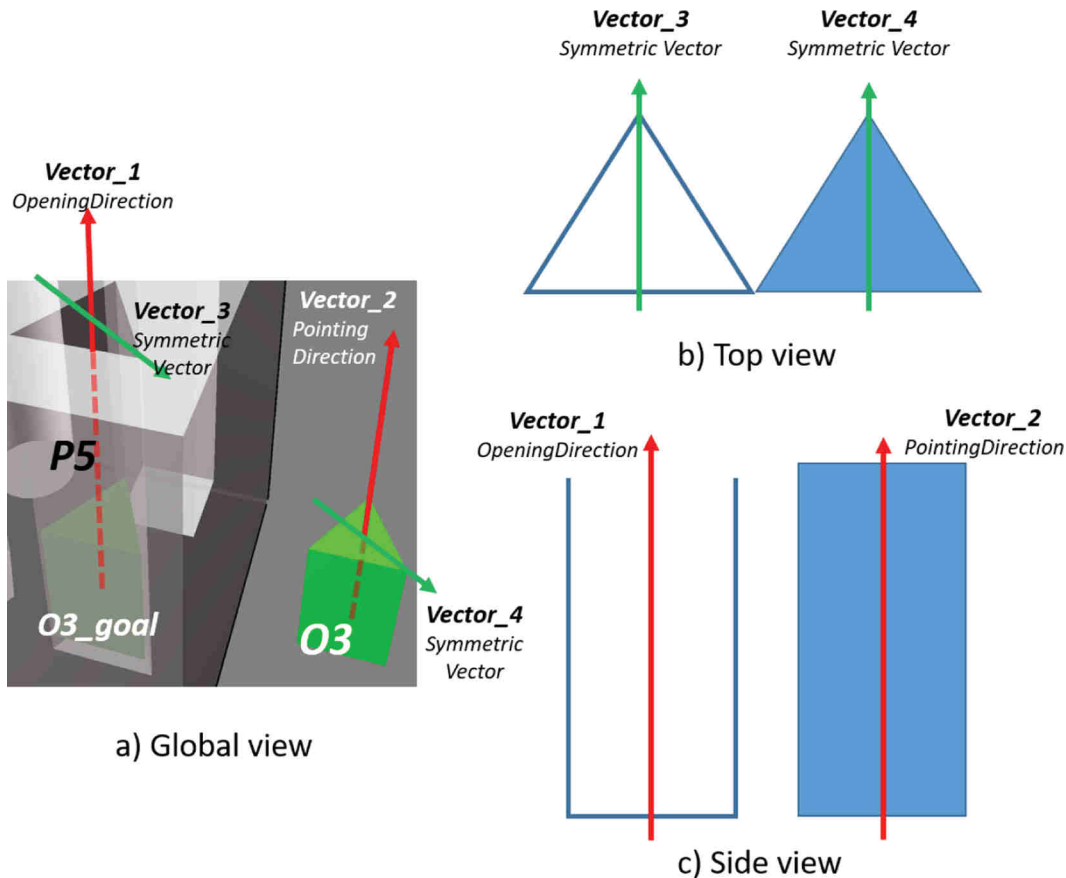 Vector_1
OpeningDirection
Vector_3
Symmetric
Vector
Vector_2
Pointing
Direction
P5
O3_goal
O3
Vector_4
Symmetric
Vector
a) Global view
Vector_3
Symmetric Vector
Vector_4
Symmetric Vector
b) Top view
Vector_1
OpeningDirection
Vector_2
PointingDirection
c) Side view